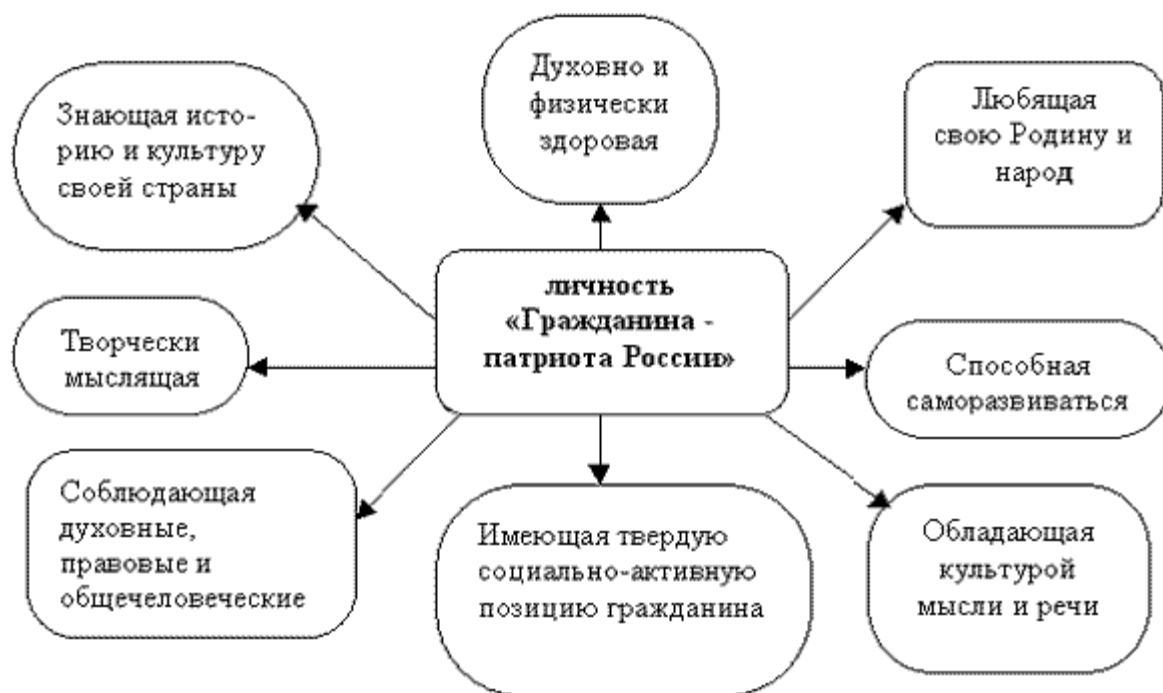 Знающая исто-
рию и культуру
своей страны
Духовно и
физически
здоровая
Любящая
свою Родину и
народ
личность
«Гражданина -
патриота России»
Творчески
мыслящая
Способная
саморазвиваться
Соблюдающая
духовные,
правовые и
общечеловеческие
Имеющая твердую
социально-активную
позицию гражданина
Обладающая
культурой
мысли и речи